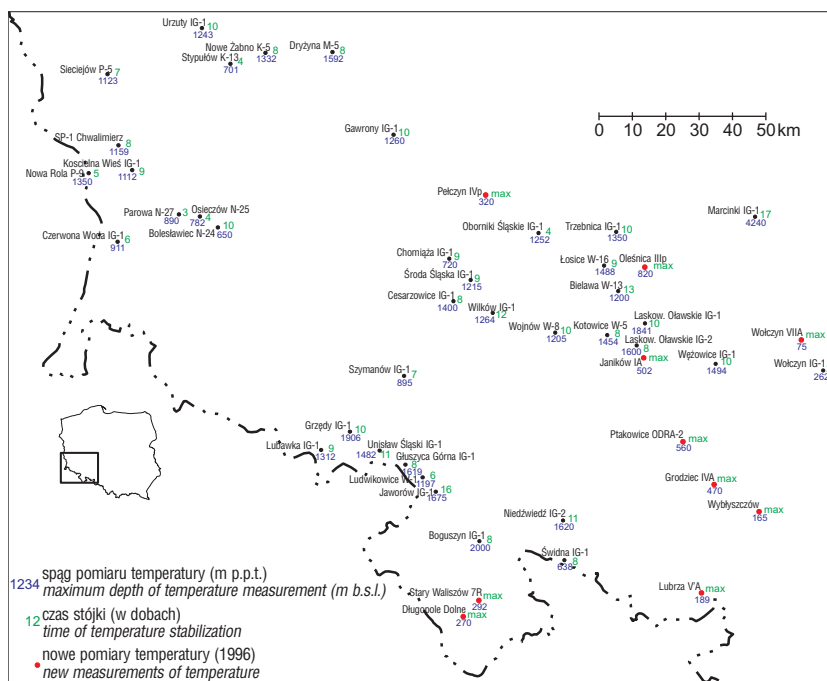 Urzuty IG-1
10
1243
Nowe Żabno K-5
8
1332
Dryżyna M-5
8
1592
Stypułów K-13
4
701
Sieciejów P-5
7
1123
Gawrony IG-1
10
1260
0 10 20 30 40 50 km
SP-1 Chwalimierz
8
1159
Koscielna Wieś IG-1
9
1112
Nowa Rola P-9
5
1350
Pełczyn IVp
max
320
Parowa N-27
3
890
Osieczów N-25
4
782
Bolesławiec N-24
10
650
Marcinki IG-1
17
4240
Oborniki Śląskie IG-1
4
1252
Trzebnica IG-1
10
1350
Czerwona Woda IG-1
6
911
Chomiąża IG-1
9
720
Łosice W-16
9
1488
Oleśnica IIIp
max
820
Środa Śląska IG-1
9
1215
Bielawa W-13
13
1200
Cesarzowice IG-1
8
1400
Wilków IG-1
12
1264
Laskow. Oławskie IG-1
10
1841
Wojnów W-8
10
1205
Kotowice W-5
8
1454
Laskow. Oławskie IG-2
8
1600
Wołczyn VIIA
max
75
Janików IA
max
502
Wężowice IG-1
10
1494
Wołczyn IG-1
262
Szymanów IG-1
7
895
Grzędy IG-1
10
1906
Lubawka IG-1
9
1312
Unisław Śląski IG-1
11
1482
Głuszyca Górna IG-1
8
1619
Ludwikowice W-1
6
1197
Jaworów IG-1
16
1675
Ptakowice ODRA-2
max
560
Grodziec IVA
max
470
Wybłyszczów
max
165
Niedźwiedź IG-2
11
1620
Boguszyn IG-1
8
2000
Świdna IG-1
8
638
Stary Waliszów 7R
max
292
Długopole Dolne
max
270
Lubrza V'A
max
189
1234 spąg pomiaru temperatury (m p.p.t.)
maximum depth of temperature measurement (m b.s.l.)
12 czas stójki (w dobach)
time of temperature stabilization
nowe pomiary temperatury (1996)
new measurements of temperature